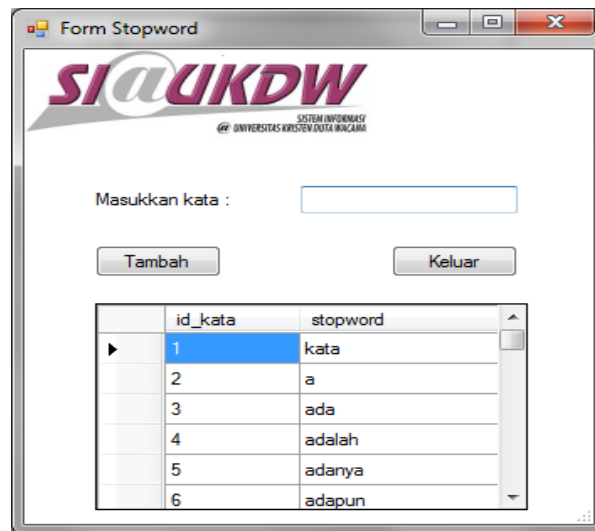 Form Stopword
SI@UKDW
SISTEM INFORMASI
@ UNIVERSITAS KRISTEN DUTA WACANA
Masukkan kata :
Tambah
Keluar
id_kata stopword
1 kata
2 a
3 ada
4 adalah
5 adanya
6 adapun